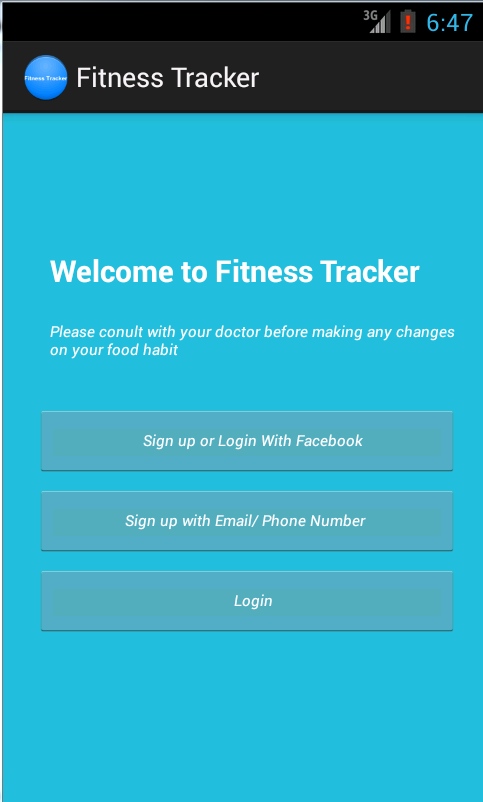 3G 6:47
Fitness Tracker Fitness Tracker
Welcome to Fitness Tracker
Please conult with your doctor before making any changes
on your food habit
Sign up or Login With Facebook
Sign up with Email/ Phone Number
Login